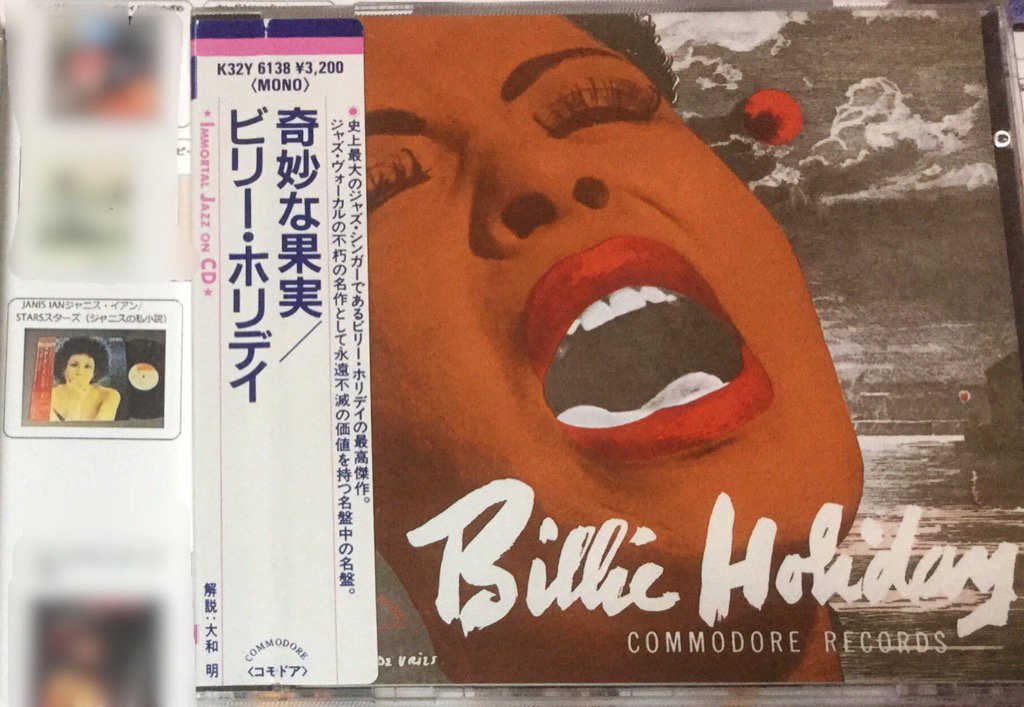 JANIS IANジャニス・イアン/
STARSスターズ（ジャニスの私小説）
K32Y 6138 ¥3,200
〈MONO〉
●史上最大のジャズ・シンガーであるビリー・ホリデイの最高傑作。
ジャズ・ヴォーカルの不朽の名作として永遠不滅の価値を持つ名盤中の名盤。
奇妙な果実／
ビリー・ホリデイ
★IMMORTAL JAZZ ON CD★
解説：大和 明
COMMODORE
〈コモドア〉
Billie Holiday
COMMODORE RECORDS